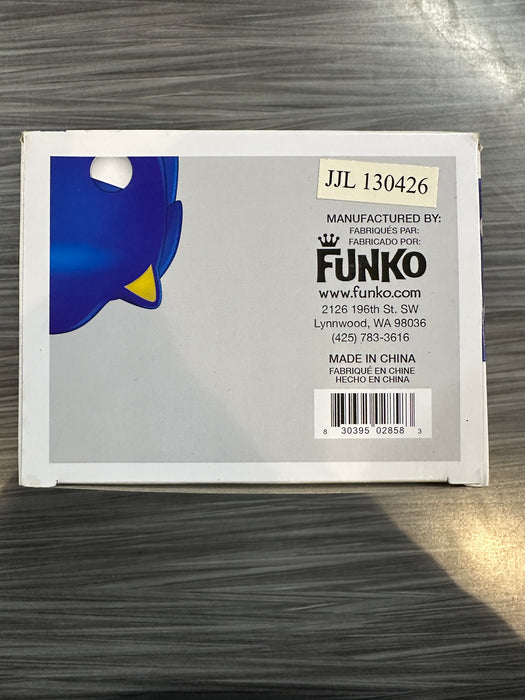 JJL 130426
MANUFACTURED BY:
FABRIQUÉS PAR:
FABRICADO POR:
FUNKO
www.funko.com
2126 196th St. SW
Lynnwood, WA 98036
(425) 783-3616
MADE IN CHINA
FABRIQUÉ EN CHINE
HECHO EN CHINA
8 30395 02858 3